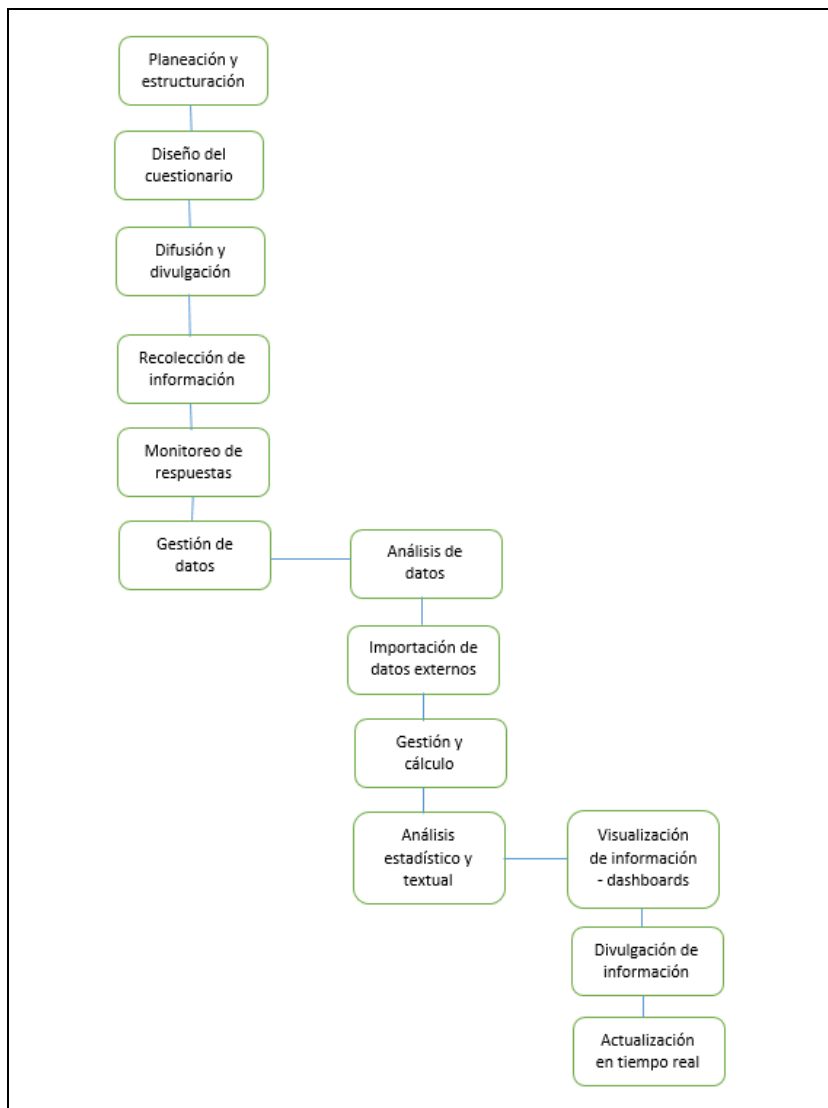 Planeación y
estructuración
Diseño del
cuestionario
Difusión y
divulgación
Recolección de
información
Monitoreo de
respuestas
Gestión de
datos
Análisis de
datos
Importación de
datos externos
Gestión y
cálculo
Análisis
estadístico y
textual
Visualización
de información
- dashboards
Divulgación de
información
Actualización
en tiempo real